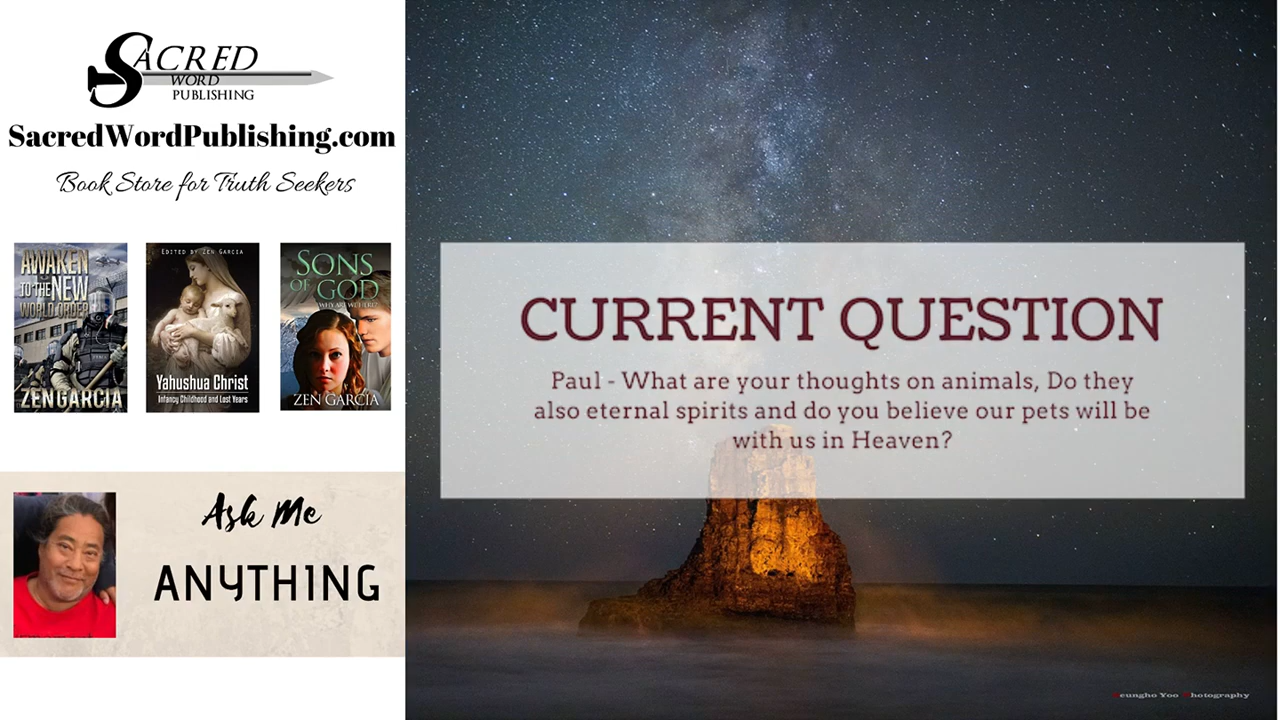 SACRED
WORD
PUBLISHING
SacredWordPublishing.com
Book Store for Truth Seekers
AWAKEN
TO THE NEW
WORLD ORDER
ZEN GARCIA
EDITED BY ZEN GARCIA
Yahushua Christ
Infancy Childhood and Lost Years
SONS
OF GOD
WHY ARE WE HERE?
ZEN GARCIA
Ask Me
ANYTHING
CURRENT QUESTION
Paul - What are your thoughts on animals, Do they
also eternal spirits and do you believe our pets will be
with us in Heaven?
Yoo Photography